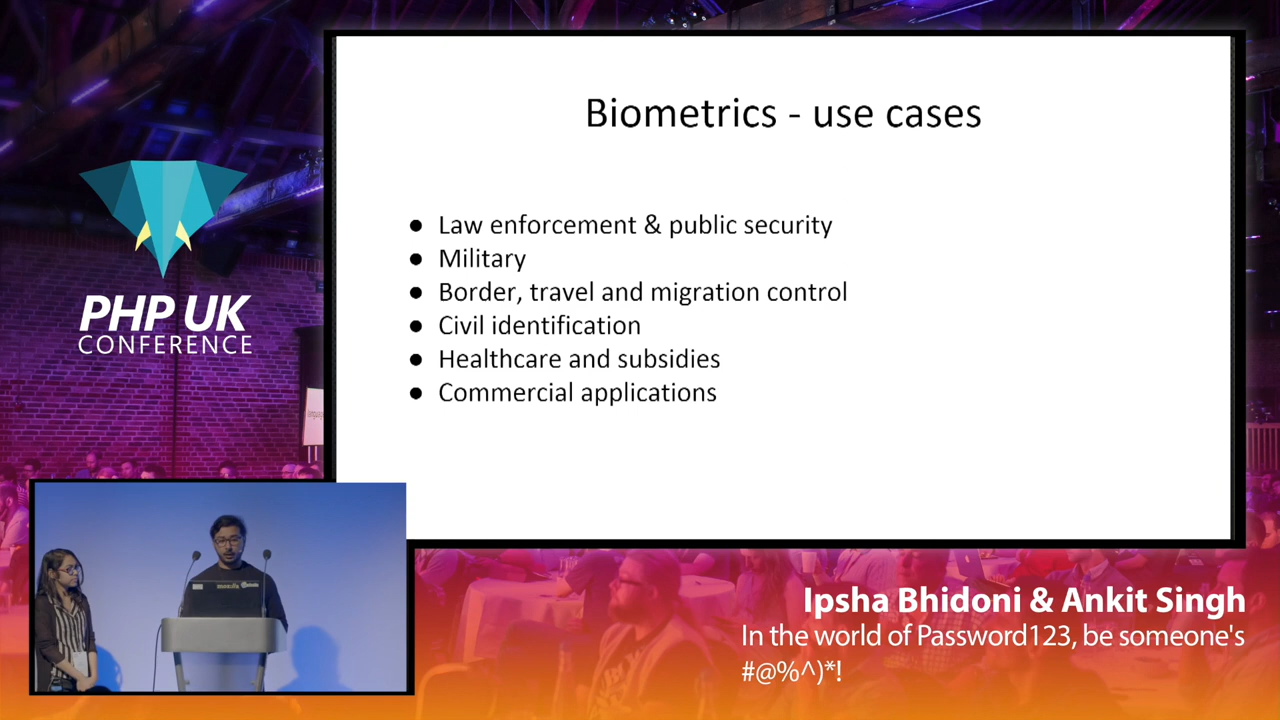 Biometrics - use cases
● Law enforcement & public security
● Military
● Border, travel and migration control
● Civil identification
● Healthcare and subsidies
● Commercial applications
PHP UK
CONFERENCE
Ipsha Bhidoni & Ankit Singh
In the world of Password123, be someone's
#@%^)*!